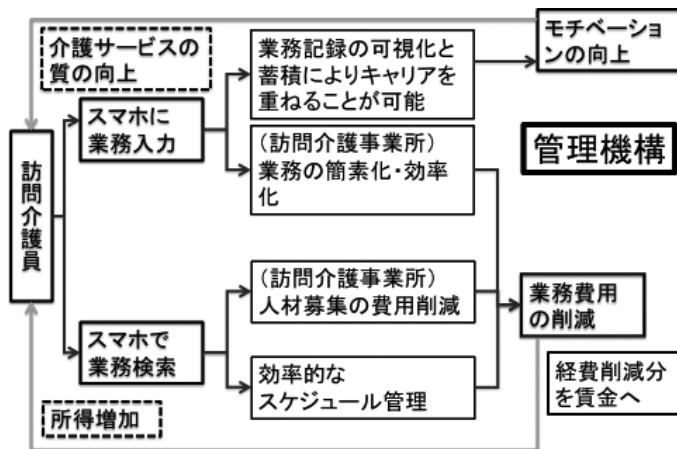 介護サービスの
質の向上
業務記録の可視化と
蓄積によりキャリアを
重ねることが可能
モチベーショ
ンの向上
スマホに
業務入力
(訪問介護事業所)
業務の簡素化・効率
化
管理機構
訪問介護員
(訪問介護事業所)
人材募集の費用削減
業務費用
の削減
スマホで
業務検索
効率的な
スケジュール管理
経費削減分
を賃金へ
所得増加